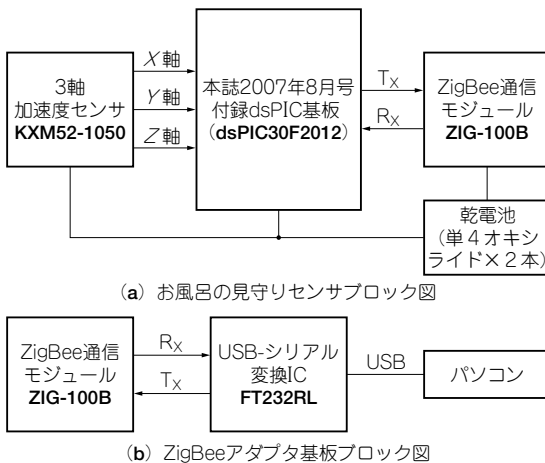 3軸
加速度センサ
KXM52-1050
X 軸
Y 軸
Z 軸
本誌2007年8月号
付録dsPIC基板
（dsPIC30F2012）
TX
RX
ZigBee通信
モジュール
ZIG-100B
乾電池
（単４オキシ
ライド×２本）
（a）お風呂の見守りセンサブロック図
ZigBee通信
モジュール
ZIG-100B
RX
TX
USB-シリアル
変換IC
FT232RL
USB
パソコン
（b）ZigBeeアダプタ基板ブロック図